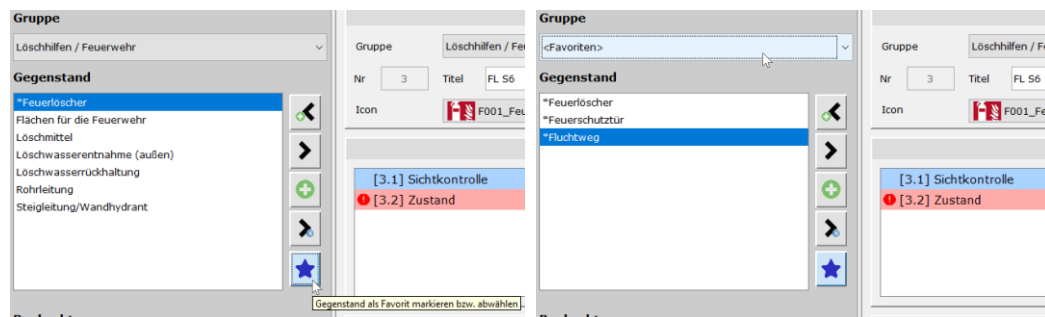 Gruppe
Löschhilfen / Feuerwehr
Gegenstand
*Feuerlöscher
Flächen für die Feuerwehr
Löschmittel
Löschwasserentnahme (außen)
Löschwasserrückhaltung
Rohrleitung
Steigleitung/Wandhydrant
Gruppe Löschhilfen / Fe
Nr 3 Titel FL S6
Icon F001_Feu
[3.1] Sichtkontrolle
[3.2] Zustand
Gegenstand als Favorit markieren bzw. abwählen
Gruppe
<Favoriten>
Gegenstand
*Feuerlöscher
*Feuerschutztür
*Fluchtweg
Gruppe Löschhilfen / F
Nr 3 Titel FL S6
Icon F001_Fe
[3.1] Sichtkontrolle
[3.2] Zustand